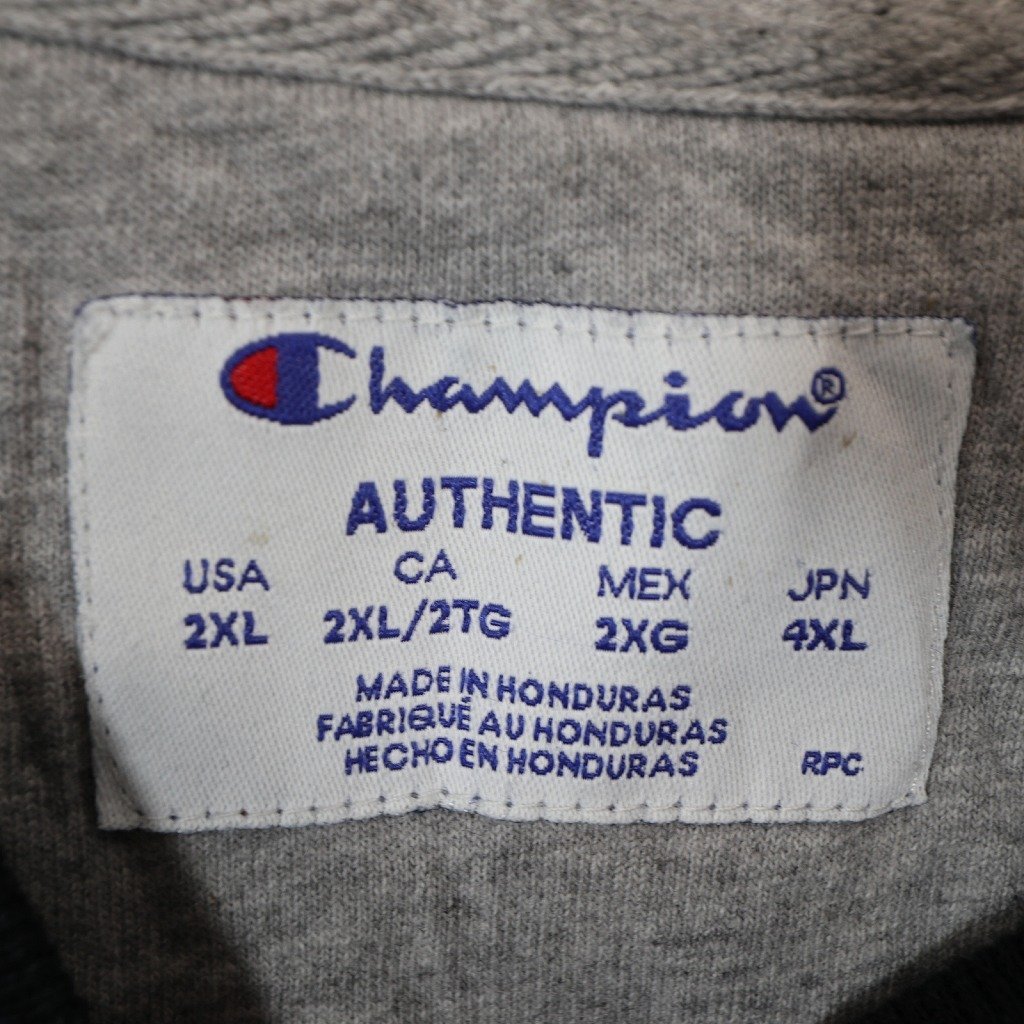 Champion®
AUTHENTIC
USA CA MEX JPN
2XL 2XL/2TG 2XG 4XL
MADE IN HONDURAS
FABRIQUÉ AU HONDURAS
HECHO EN HONDURAS RPC